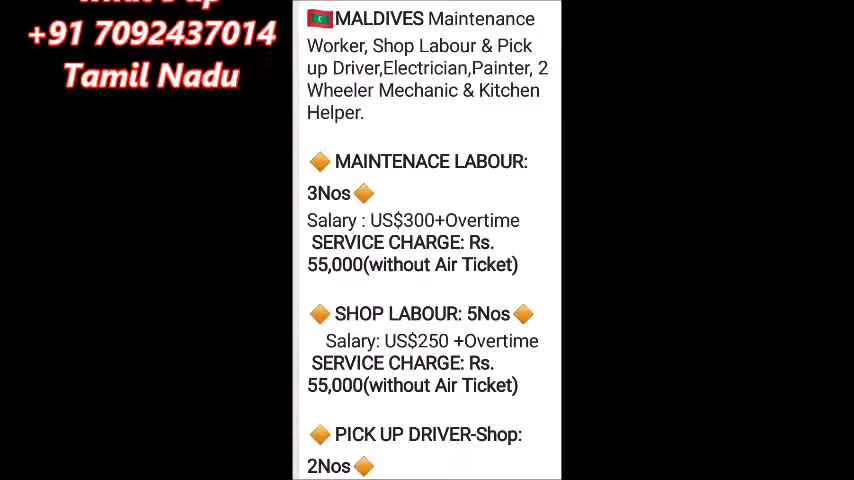 +91 7092437014
Tamil Nadu
🇲🇻MALDIVES Maintenance
Worker, Shop Labour & Pick
up Driver,Electrician,Painter, 2
Wheeler Mechanic & Kitchen
Helper.
🔶 MAINTENACE LABOUR:
3Nos🔶
Salary : US$300+Overtime
SERVICE CHARGE: Rs.
55,000(without Air Ticket)
🔶 SHOP LABOUR: 5Nos🔶
Salary: US$250 +Overtime
SERVICE CHARGE: Rs.
55,000(without Air Ticket)
🔶 PICK UP DRIVER-Shop:
2Nos🔶